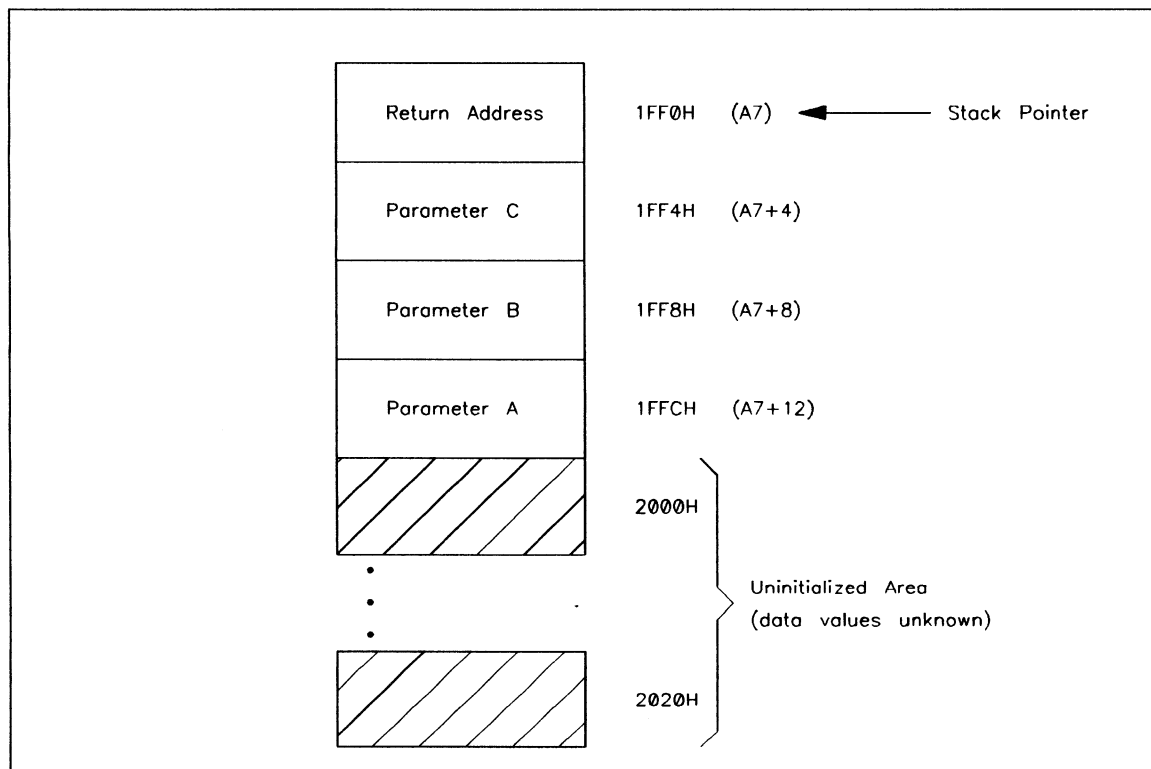 Return Address 1FF0H (A7) Stack Pointer
Parameter C 1FF4H (A7+4)
Parameter B 1FF8H (A7+8)
Parameter A 1FFCH (A7+12)
2000H
Uninitialized Area
(data values unknown)
2020H